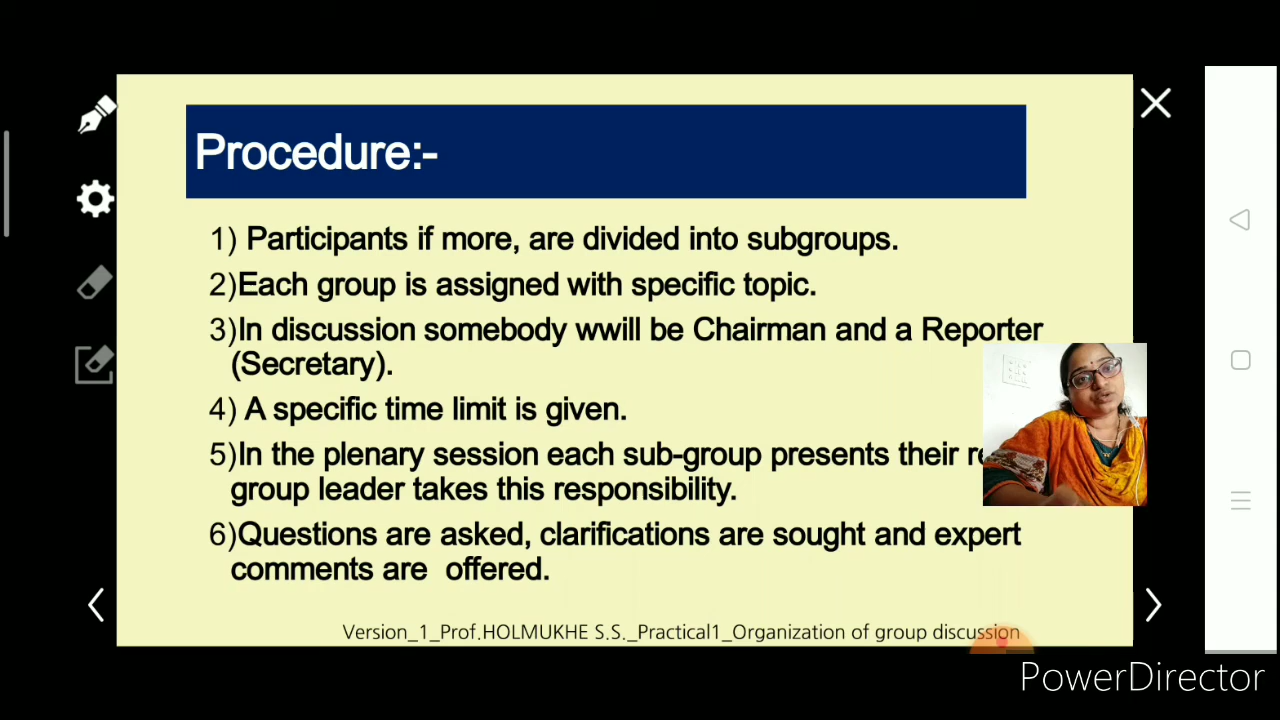 Procedure:-
1) Participants if more, are divided into subgroups.
2)Each group is assigned with specific topic.
3)In discussion somebody wwill be Chairman and a Reporter
(Secretary).
4) A specific time limit is given.
5)In the plenary session each sub-group presents their
group leader takes this responsibility.
6)Questions are asked, clarifications are sought and expert
comments are offered.
Version_1_Prof.HOLMUKHE S.S._Practical1_Organization of group discussion
PowerDirector